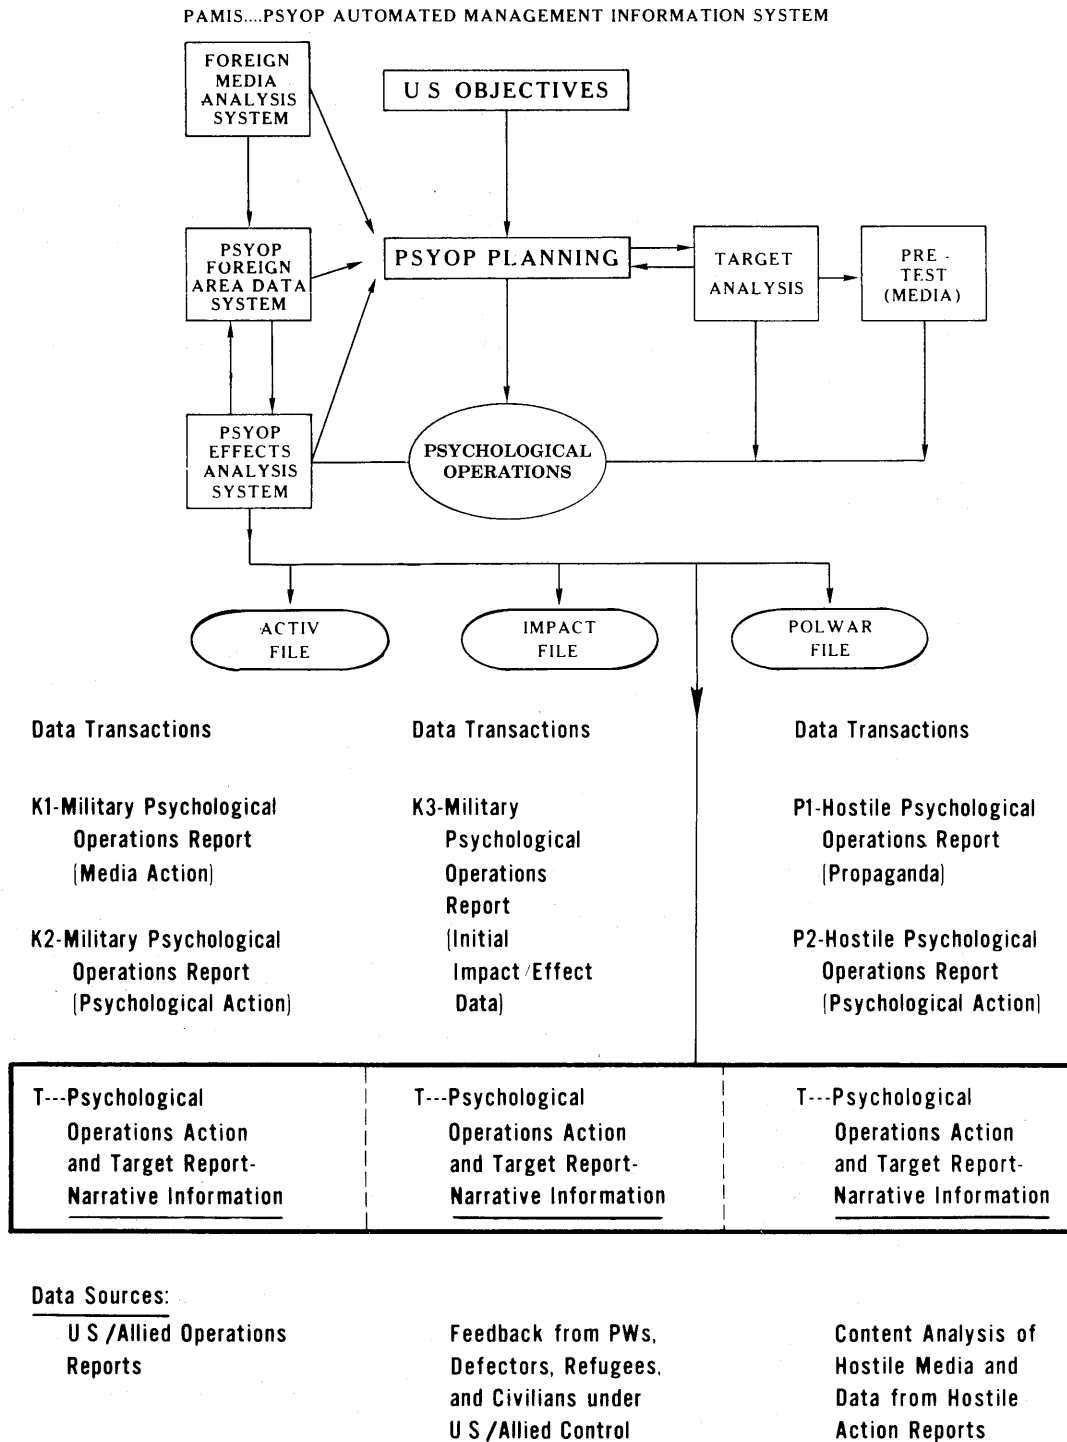 PAMIS....PSYOP AUTOMATED MANAGEMENT INFORMATION SYSTEM
FOREIGN
MEDIA
ANALYSIS
SYSTEM
U S OBJECTIVES
PSYOP
FOREIGN
AREA DATA
SYSTEM
PSYOP PLANNING
TARGET
ANALYSIS
PRE -
TEST
(MEDIA)
PSYOP
EFFECTS
ANALYSIS
SYSTEM
PSYCHOLOGICAL
OPERATIONS
ACTIV
FILE
IMPACT
FILE
POLWAR
FILE
Data Transactions
K1-Military Psychological
Operations Report
(Media Action)
K2-Military Psychological
Operations Report
(Psychological Action)
Data Transactions
K3-Military
Psychological
Operations
Report
(Initial
Impact/Effect
Data)
Data Transactions
P1-Hostile Psychological
Operations Report
(Propaganda)
P2-Hostile Psychological
Operations Report
(Psychological Action)
T---Psychological
Operations Action
and Target Report-
Narrative Information
T---Psychological
Operations Action
and Target Report-
Narrative Information
T---Psychological
Operations Action
and Target Report-
Narrative Information
Data Sources:
U S /Allied Operations
Reports
Feedback from PWs,
Defectors, Refugees,
and Civilians under
U S /Allied Control
Content Analysis of
Hostile Media and
Data from Hostile
Action Reports